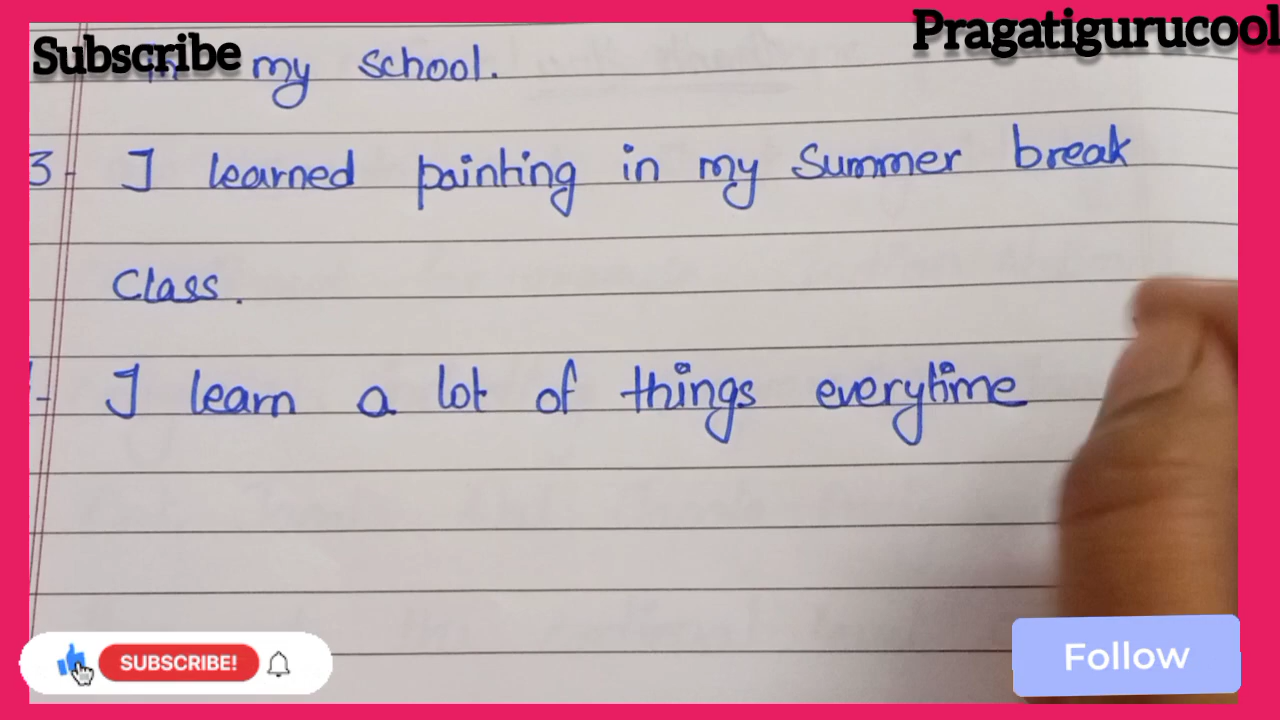 Pragatigurucool
Subscribe
in my school.
3- I learned painting in my Summer break
Class.
- I learn a lot of things everytime
SUBSCRIBE!
Follow